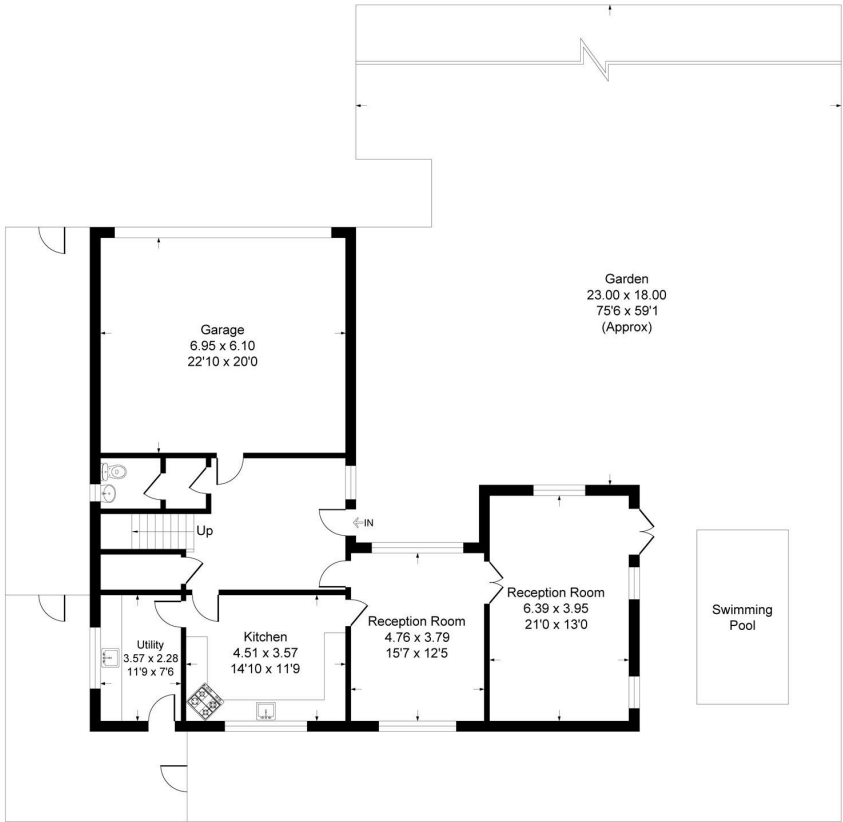 Garden
23.00 x 18.00
75'6 x 59'1
(Approx)
Garage
6.95 x 6.10
22'10 x 20'0
Up
IN
Reception Room
6.39 x 3.95
21'0 x 13'0
Swimming
Pool
Reception Room
4.76 x 3.79
15'7 x 12'5
Kitchen
4.51 x 3.57
14'10 x 11'9
Utility
3.57 x 2.28
11'9 x 7'6